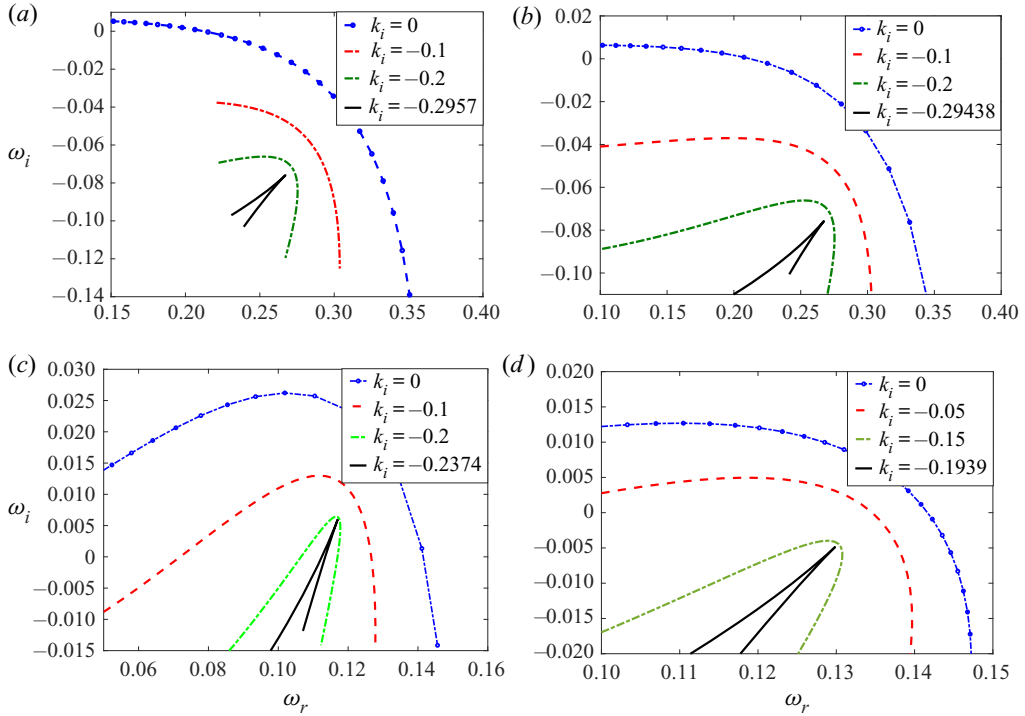 (a)
0
−0.02
−0.04
−0.06
−0.08
−0.10
−0.12
−0.14
ω_i
0.15 0.20 0.25 0.30 0.35 0.40
k_i = 0
k_i = −0.1
k_i = −0.2
k_i = −0.2957
(b)
0.02
0
−0.02
−0.04
−0.06
−0.08
−0.10
0.10 0.15 0.20 0.25 0.30 0.35 0.40
k_i = 0
k_i = −0.1
k_i = −0.2
k_i = −0.29438
(c)
0.030
0.025
0.020
0.015
0.010
0.005
0
−0.005
−0.010
−0.015
ω_i
0.06 0.08 0.10 0.12 0.14 0.16
ω_r
k_i = 0
k_i = −0.1
k_i = −0.2
k_i = −0.2374
(d)
0.020
0.015
0.010
0.005
0
−0.005
−0.010
−0.015
−0.020
0.10 0.11 0.12 0.13 0.14 0.15
ω_r
k_i = 0
k_i = −0.05
k_i = −0.15
k_i = −0.1939